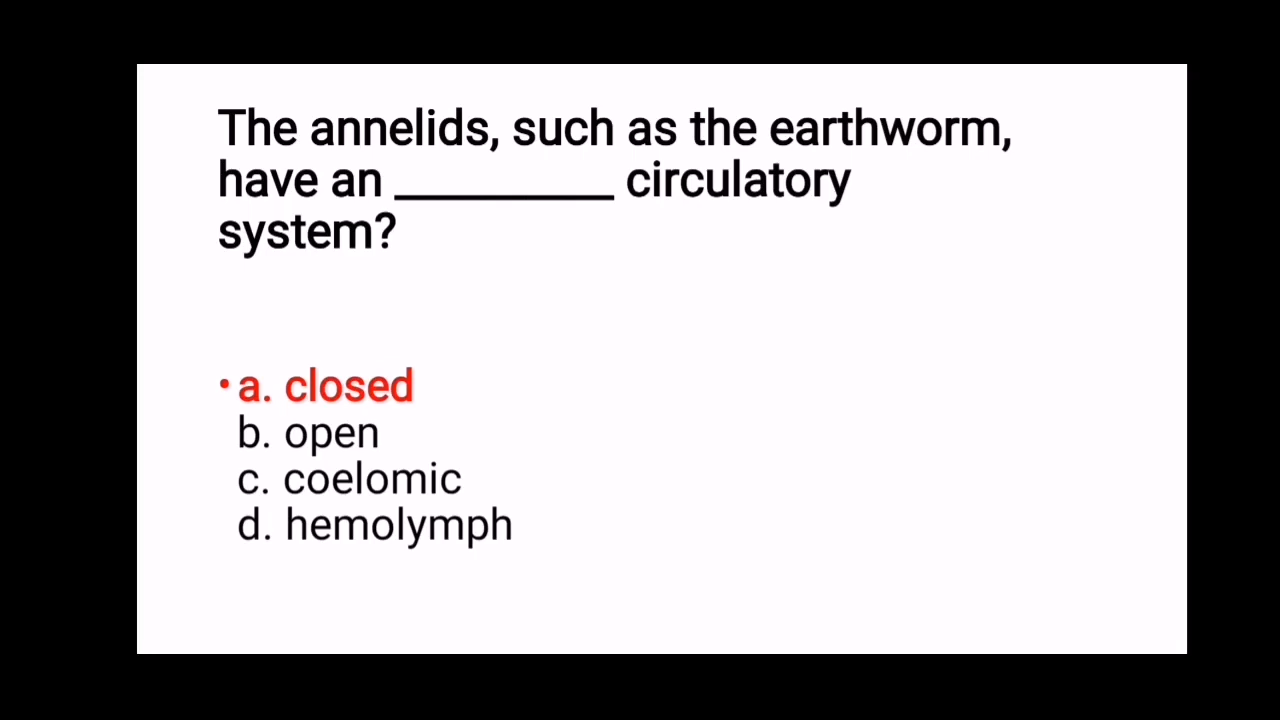 The annelids, such as the earthworm,
have an __________ circulatory
system?
• a. closed
b. open
c. coelomic
d. hemolymph